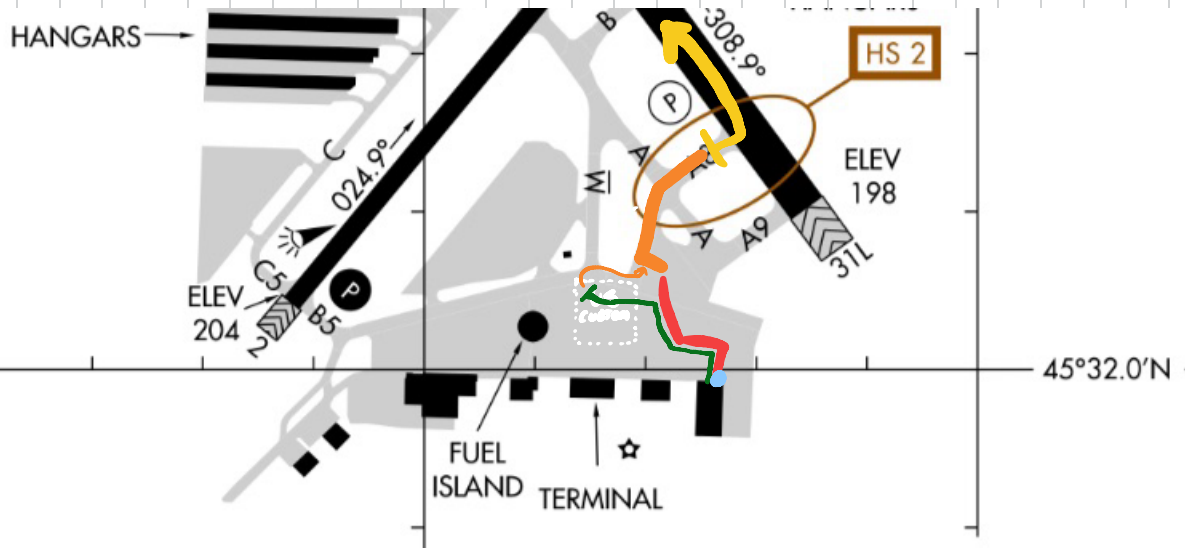 HANGARS
B
308.9°
HS 2
P
C
024.9°
A
A8
ELEV
198
M
A
A9
31L
C5
P
ELEV
204
B5
2
45°32.0'N
FUEL
ISLAND
TERMINAL